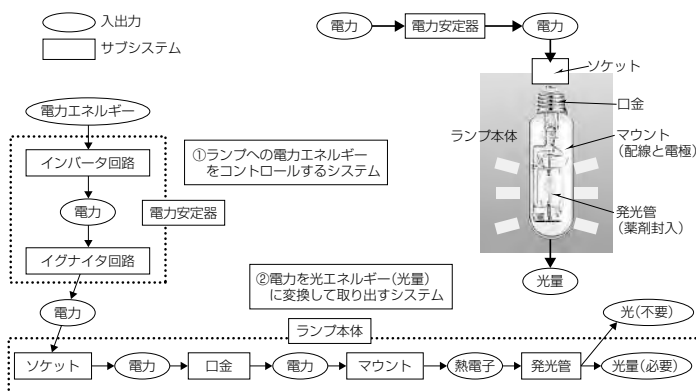 入出力
サブシステム
電力
電力安定器
電力
ソケット
口金
ランプ本体
マウント
(配線と電極)
発光管
(薬剤封入)
光量
電力エネルギー
インバータ回路
電力
電力安定器
イグナイタ回路
①ランプへの電力エネルギー
をコントロールするシステム
②電力を光エネルギー(光量)
に変換して取り出すシステム
電力
ランプ本体
ソケット
電力
口金
電力
マウント
熱電子
発光管
光(不要)
光量(必要)